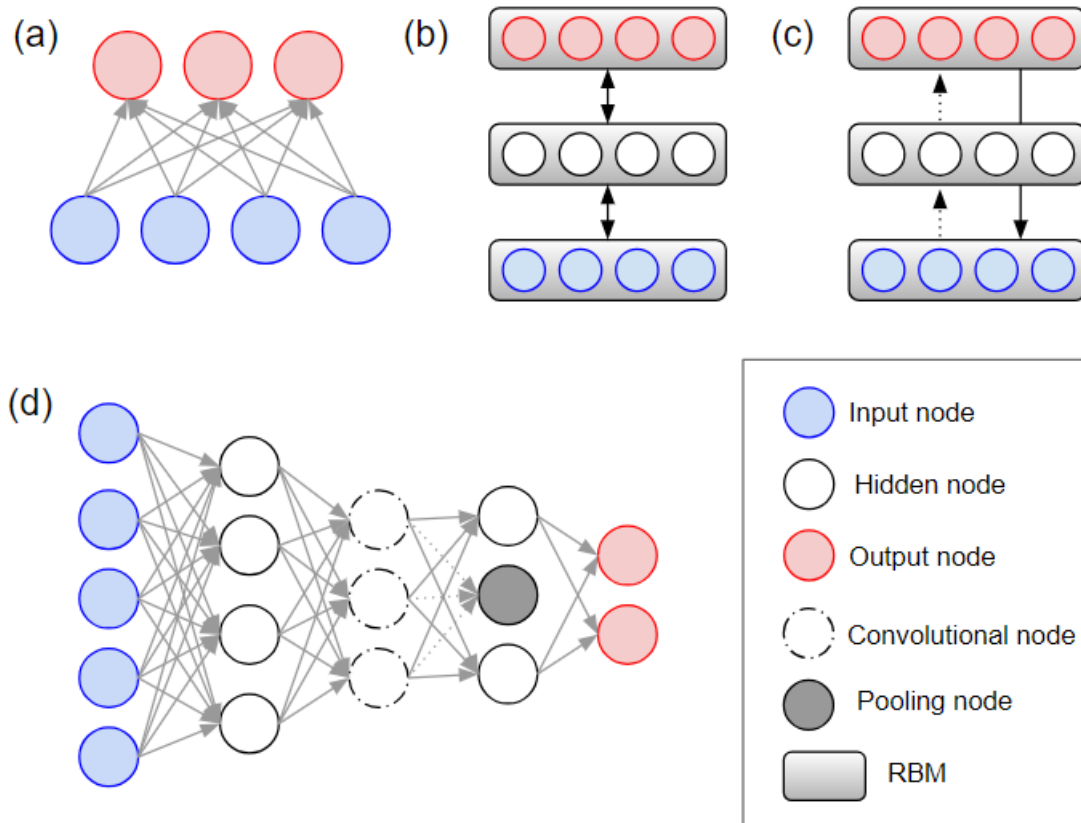 (a)
(b)
(c)
(d)
Input node
Hidden node
Output node
Convolutional node
Pooling node
RBM